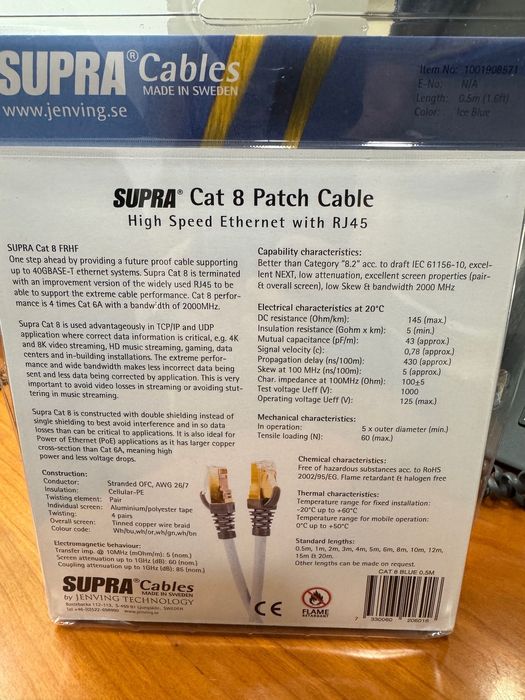 SUPRA® Cables
MADE IN SWEDEN
www.jenving.se
Item No: 1001908571
E-No: N/A
Length: 0.5m (1.6ft)
Color: Ice Blue
SUPRA® Cat 8 Patch Cable
High Speed Ethernet with RJ45
SUPRA Cat 8 FRHF
One step ahead by providing a future proof cable supporting
up to 40GBASE-T ethernet systems. Supra Cat 8 is terminated
with an improvement version of the widely used RJ45 to be
able to support the extreme cable performance. Cat 8 perfor-
mance is 4 times Cat 6A with a bandwidth of 2000MHz.
Supra Cat 8 is used advantageously in TCP/IP and UDP
application where correct data information is critical, e.g. 4K
and 8K video streaming, HD music streaming, gaming, data
centers and in-building installations. The extreme perfor-
mance and wide bandwidth makes less incorrect data being
sent and less data being corrected by application. This is very
important to avoid video losses in streaming or avoiding stut-
tering in music streaming.
Supra Cat 8 is constructed with double shielding instead of
single shielding to best avoid interference and in so data
losses than can be critical to applications. It is also ideal for
Power of Ethernet (PoE) applications as it has larger copper
cross-section than Cat 6A, meaning high
power and less voltage drops.
Construction:
Conductor: Stranded OFC, AWG 26/7
Insulation: Cellular-PE
Twisting element: Pair
Individual screen: Aluminium/polyester tape
Twisting: 4 pairs
Overall screen: Tinned copper wire braid
Colour code: Wh/bu,wh/or,wh/gn,wh/bn
Electromagnetic behaviour:
Transfer imp. @ 10MHz (mOhm/m): 5 (nom.)
Screen attenuation up to 1GHz (dB): 60 (nom.)
Coupling attenuation up to 1GHz (dB): 85 (nom.)
SUPRA® Cables
MADE IN SWEDEN
by JENVING TECHNOLOGY
Tel +46-(0)522-698990 www.jenving.se
Capability characteristics:
Better than Category "8.2" acc. to draft IEC 61156-10, excel-
lent NEXT, low attenuation, excellent screen properties (pair-
& overall screen), low Skew & bandwidth 2000 MHz
Electrical characteristics at 20°C
DC resistance (Ohm/km): 145 (max.)
Insulation resistance (Gohm x km): 5 (min.)
Mutual capacitance (pF/m): 43 (approx.)
Signal velocity (c): 0,78 (approx.)
Propagation delay (ns/100m): 430 (approx.)
Skew at 100 MHz (ns/100m): 5 (approx.)
Char. impedance at 100MHz (Ohm): 100±5
Test voltage Ueff (V): 1000
Operating voltage Ueff (V): 125 (max.)
Mechanical characteristics:
In operation: 5 x outer diameter (min.)
Tensile loading (N): 60 (max.)
Chemical characteristics:
Free of hazardous substances acc. to RoHS
2002/95/EG. Flame retardent & halogen free
Thermal characteristics:
Temperature range for fixed installation:
-20°C up to +60°C
Temperature range for mobile operation:
0°C up to +50°C
Standard lengths:
0.5m, 1m, 2m, 3m, 4m, 5m, 6m, 8m, 10m, 12m,
15m & 20m.
Other lengths can be made on request.
CE
FLAME
RETARDANT
CAT 8 BLUE 0.5M
7 330060 206016